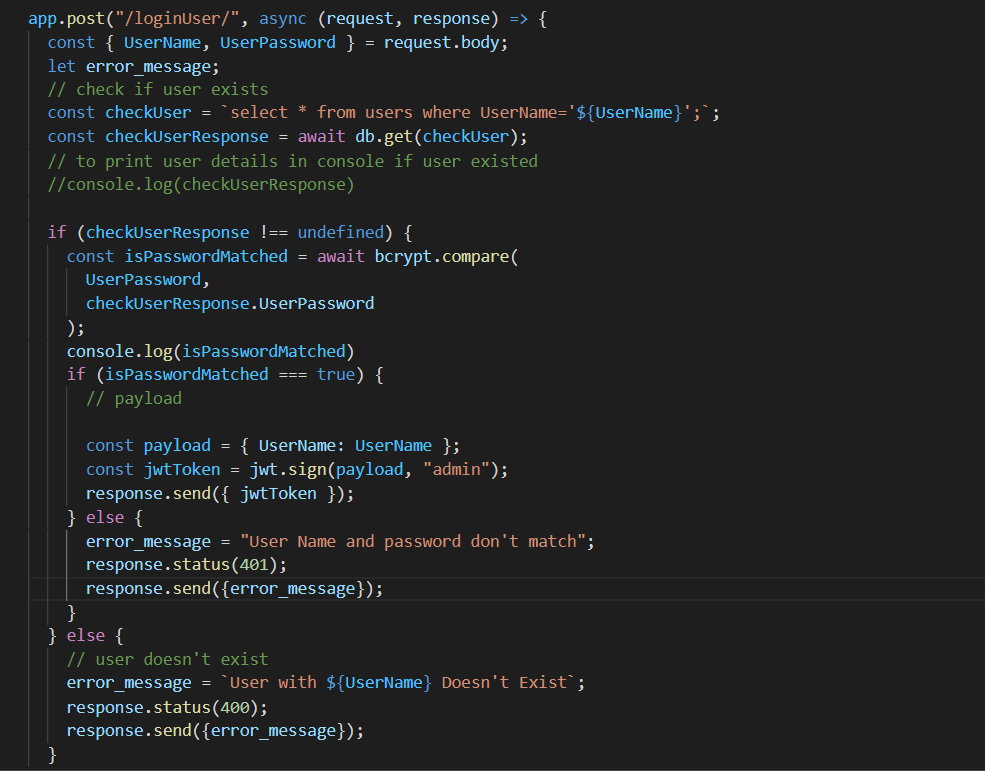 app.post("/loginUser/", async (request, response) => {
  const { UserName, UserPassword } = request.body;
  let error_message;
  // check if user exists
  const checkUser = `select * from users where UserName='${UserName}';`;
  const checkUserResponse = await db.get(checkUser);
  // to print user details in console if user existed
  //console.log(checkUserResponse)
  if (checkUserResponse !== undefined) {
    const isPasswordMatched = await bcrypt.compare(
      UserPassword,
      checkUserResponse.UserPassword
    );
    console.log(isPasswordMatched)
    if (isPasswordMatched === true) {
      // payload
      const payload = { UserName: UserName };
      const jwtToken = jwt.sign(payload, "admin");
      response.send({ jwtToken });
    } else {
      error_message = "User Name and password don't match";
      response.status(401);
      response.send({error_message});
    }
  } else {
    // user doesn't exist
    error_message = `User with ${UserName} Doesn't Exist`;
    response.status(400);
    response.send({error_message});
  }